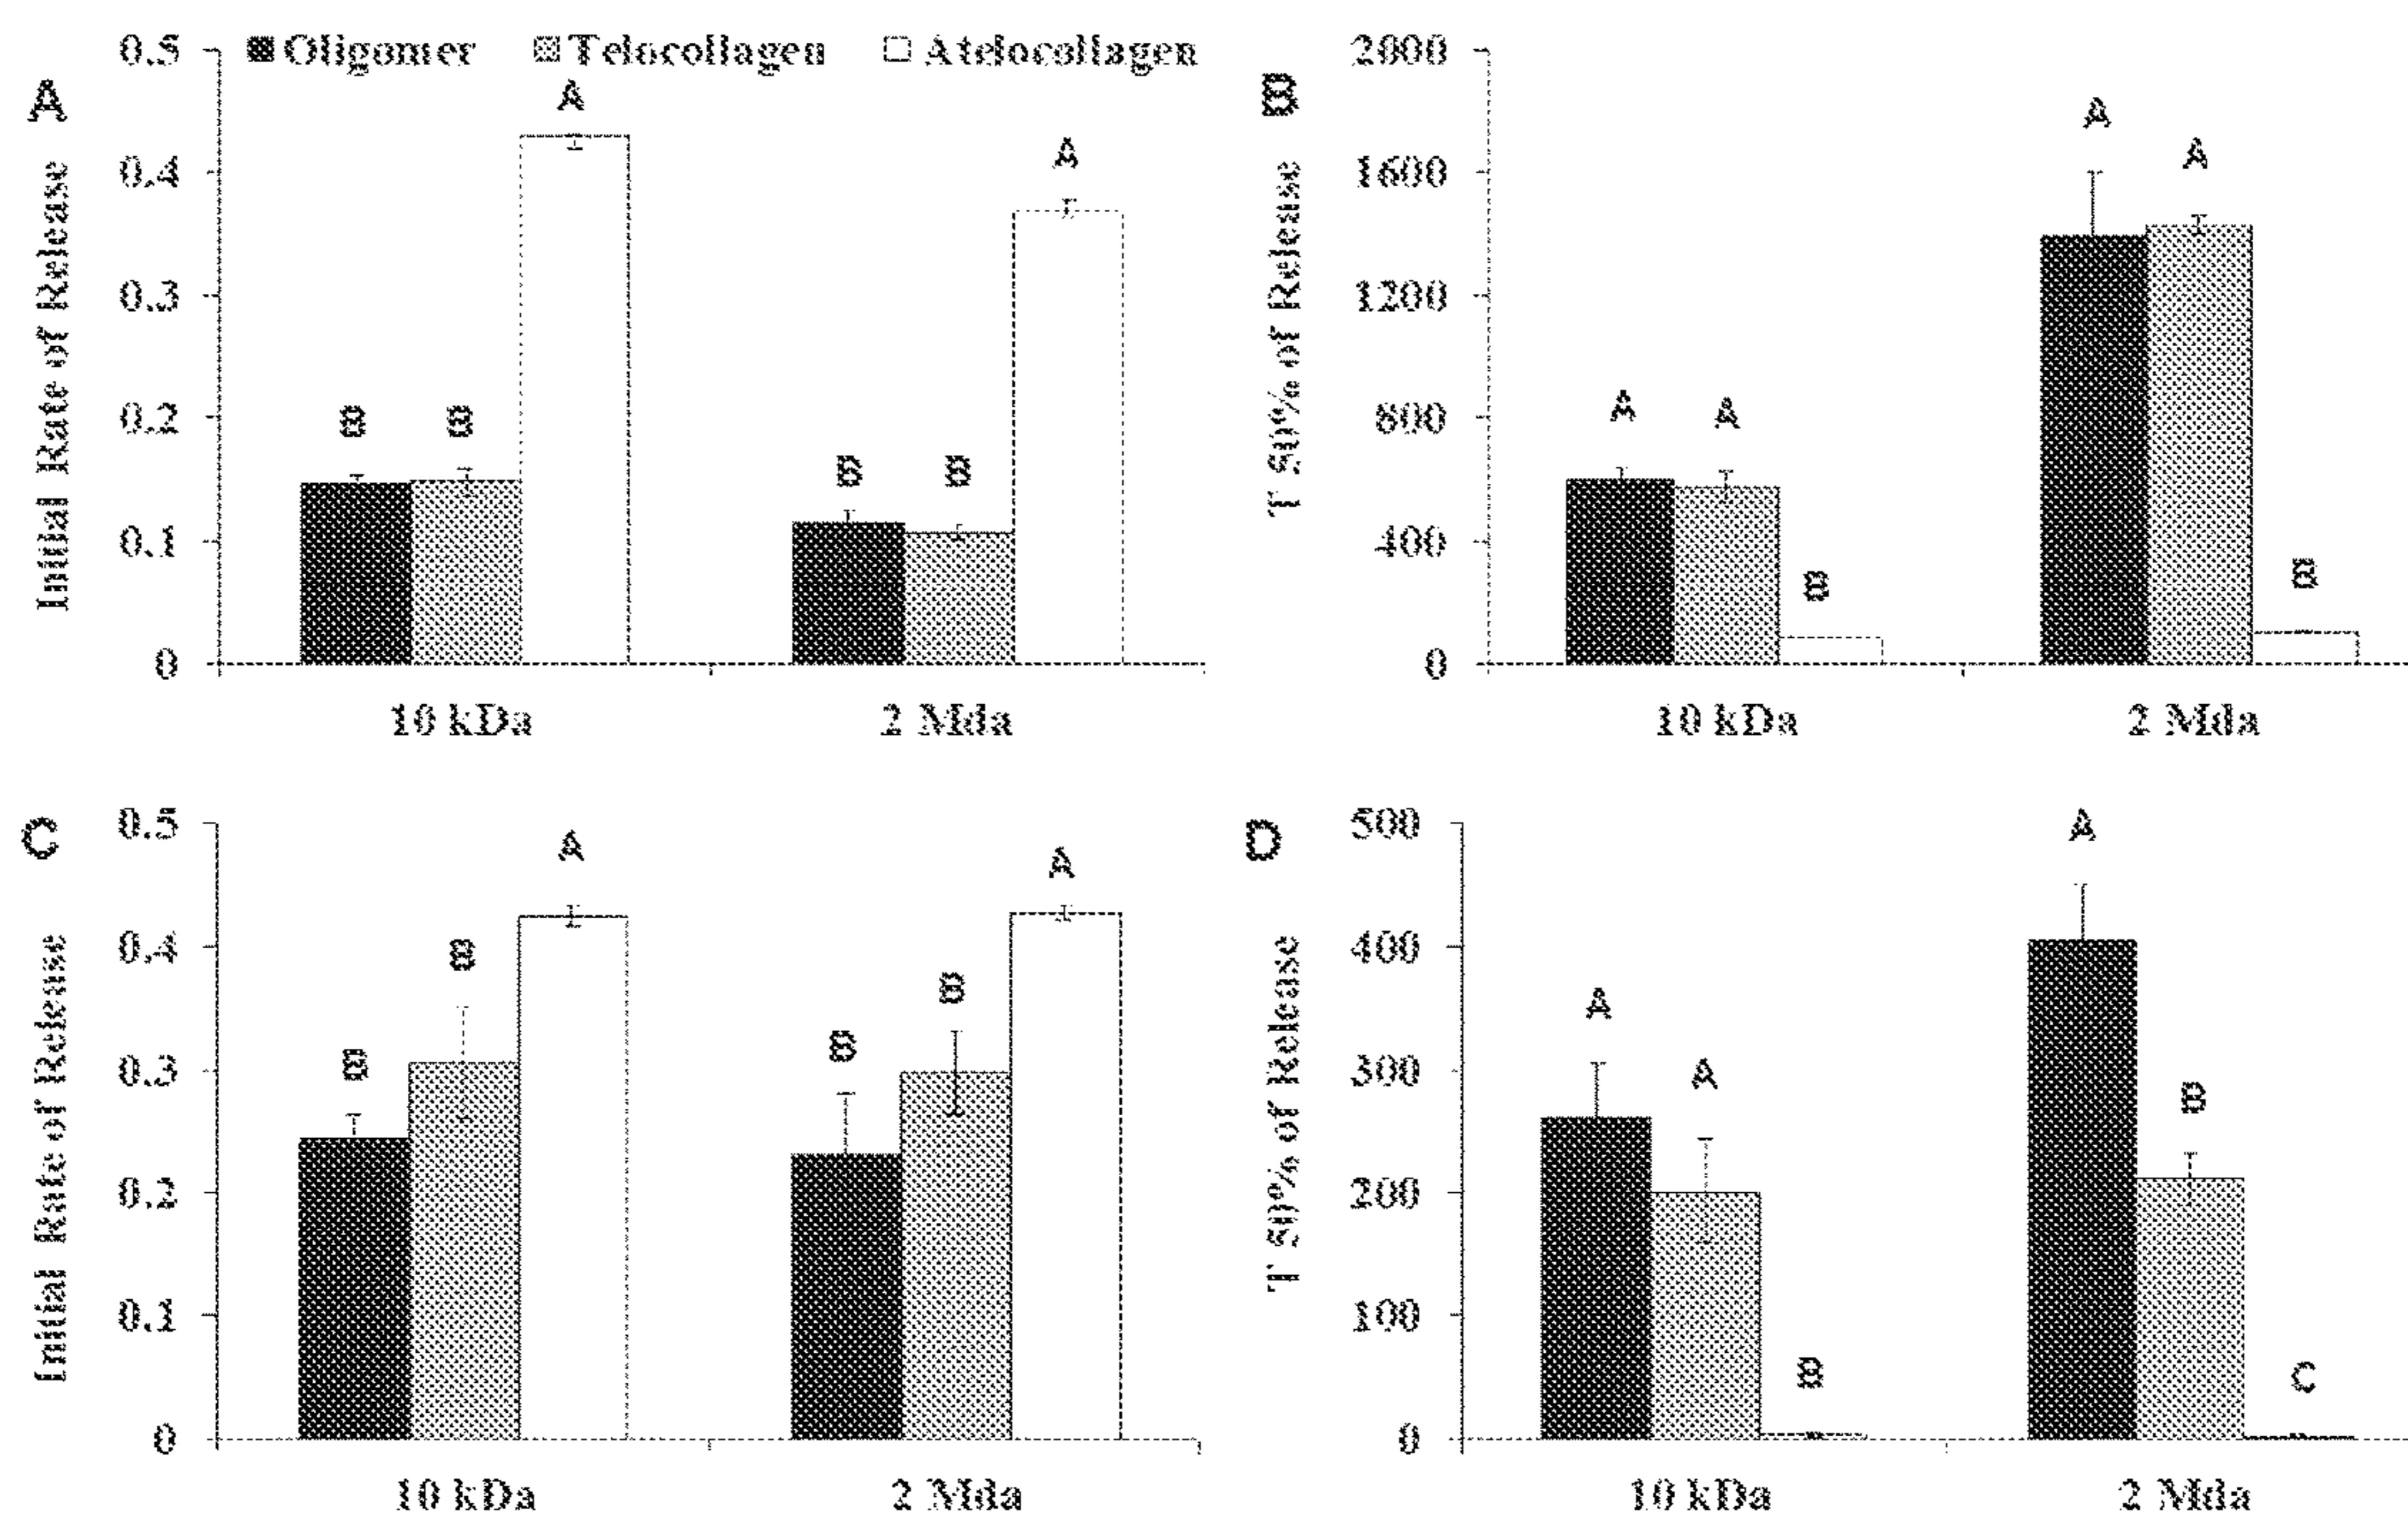 Oligomer Telocollagen Atelocollagen
A
Initial Rate of Release
0.5
0.4
0.3
0.2
0.1
0
B
B
A
B
B
A
10 kDa
2 Mda
B
T 50% of Release
2000
1600
1200
800
400
0
A
A
B
A
A
B
10 kDa
2 Mda
C
Initial Rate of Release
0.5
0.4
0.3
0.2
0.1
0
B
B
A
B
B
A
10 kDa
2 Mda
D
T 50% of Release
500
400
300
200
100
0
A
A
B
A
B
C
10 kDa
2 Mda